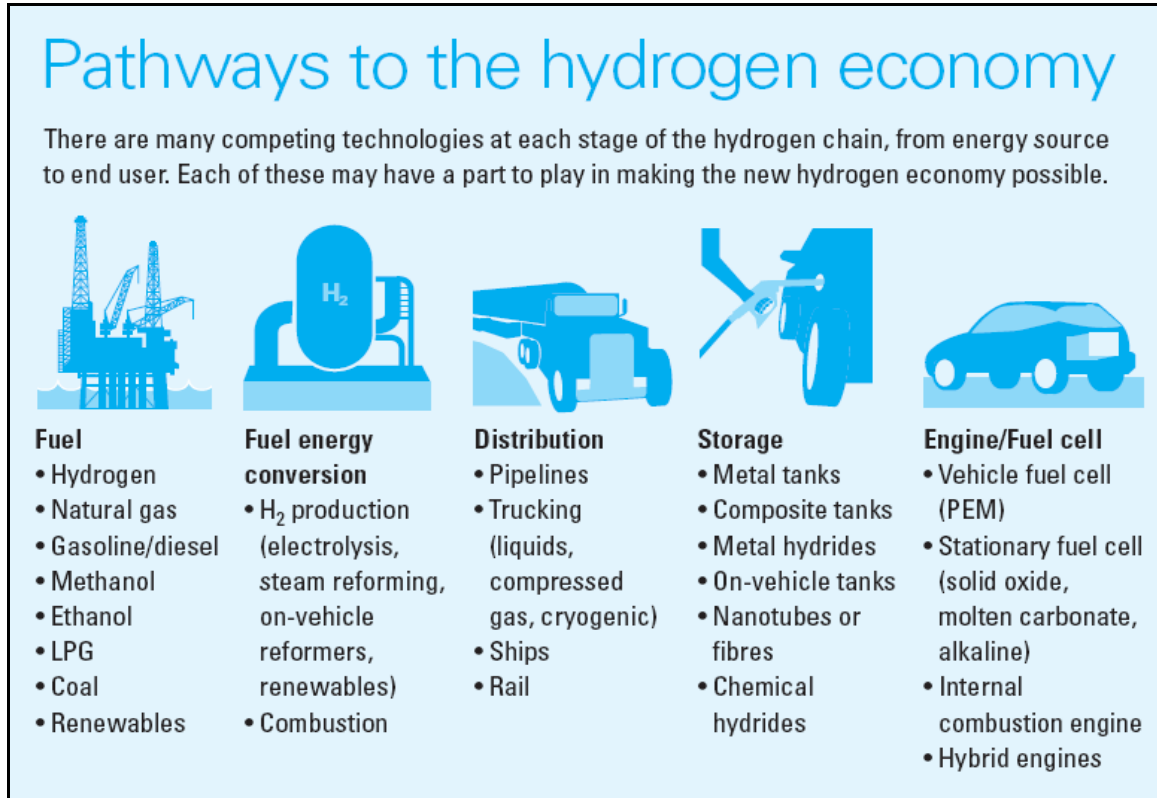 Pathways to the hydrogen economy
There are many competing technologies at each stage of the hydrogen chain, from energy source
to end user. Each of these may have a part to play in making the new hydrogen economy possible.
H₂
Fuel
• Hydrogen
• Natural gas
• Gasoline/diesel
• Methanol
• Ethanol
• LPG
• Coal
• Renewables
Fuel energy
conversion
• H₂ production
(electrolysis,
steam reforming,
on-vehicle
reformers,
renewables)
• Combustion
Distribution
• Pipelines
• Trucking
(liquids,
compressed
gas, cryogenic)
• Ships
• Rail
Storage
• Metal tanks
• Composite tanks
• Metal hydrides
• On-vehicle tanks
• Nanotubes or
fibres
• Chemical
hydrides
Engine/Fuel cell
• Vehicle fuel cell
(PEM)
• Stationary fuel cell
(solid oxide,
molten carbonate,
alkaline)
• Internal
combustion engine
• Hybrid engines